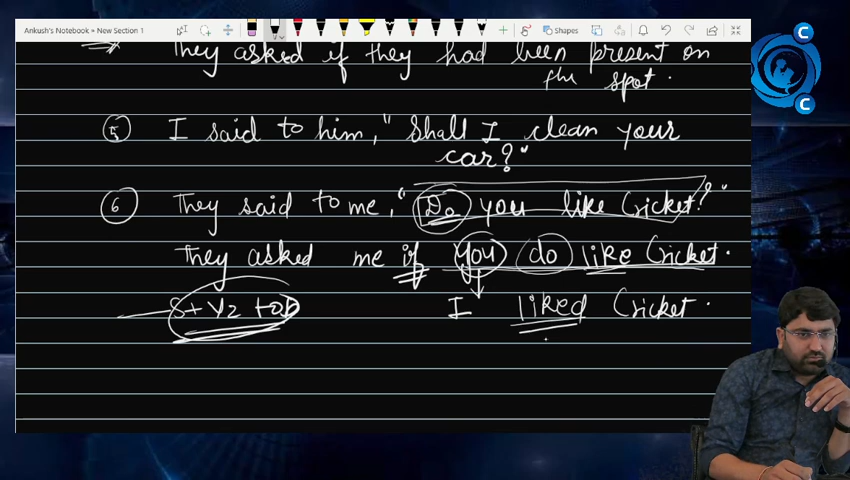 Ankush's Notebook » New Section 1
Shapes
They asked if they had been present on
the spot.
5 I said to him, "Shall I clean your
car?"
6 They said to me, "Do you like Cricket?"
They asked me if you do like Cricket.
S+V2+ob
I liked Cricket.
C
C